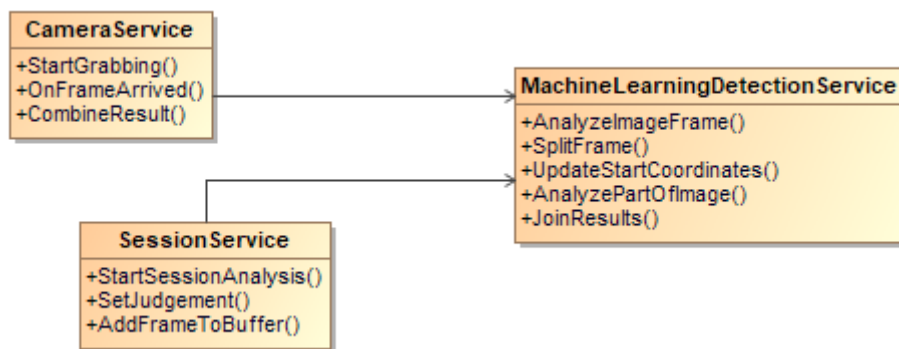 CameraService
+StartGrabbing()
+OnFrameArrived()
+CombineResult()
MachineLearningDetectionService
+AnalyzeImageFrame()
+SplitFrame()
+UpdateStartCoordinates()
+AnalyzePartOfImage()
+JoinResults()
SessionService
+StartSessionAnalysis()
+SetJudgement()
+AddFrameToBuffer()